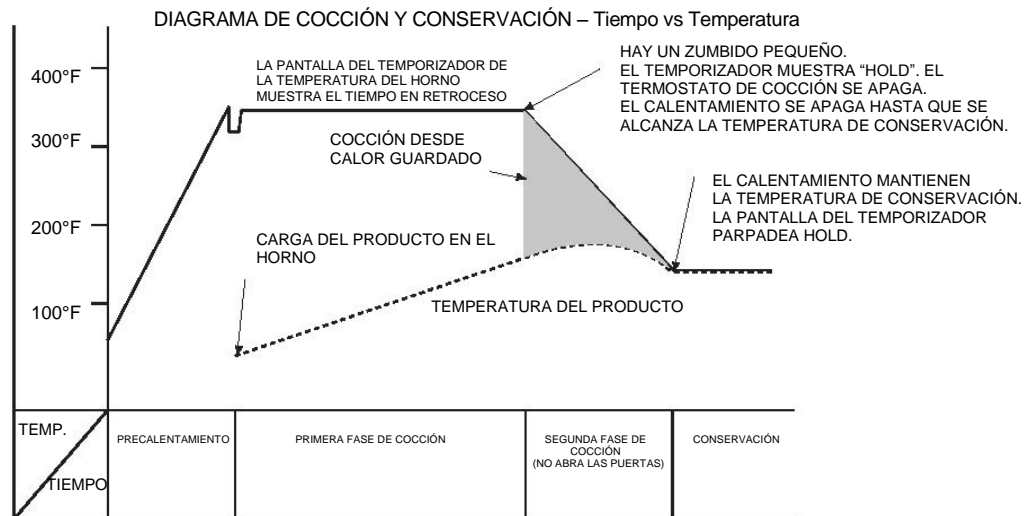 DIAGRAMA DE COCCIÓN Y CONSERVACIÓN – Tiempo vs Temperatura
400°F
300°F
200°F
100°F
LA PANTALLA DEL TEMPORIZADOR DE
LA TEMPERATURA DEL HORNO
MUESTRA EL TIEMPO EN RETROCESO
HAY UN ZUMBIDO PEQUEÑO.
EL TEMPORIZADOR MUESTRA “HOLD”. EL
TERMOSTATO DE COCCIÓN SE APAGA.
EL CALENTAMIENTO SE APAGA HASTA QUE SE
ALCANZA LA TEMPERATURA DE CONSERVACIÓN.
COCCIÓN DESDE
CALOR GUARDADO
EL CALENTAMIENTO MANTIENEN
LA TEMPERATURA DE CONSERVACIÓN.
LA PANTALLA DEL TEMPORIZADOR
PARPADEA HOLD.
CARGA DEL PRODUCTO EN EL
HORNO
TEMPERATURA DEL PRODUCTO
TEMP.
TIEMPO
PRECALENTAMIENTO
PRIMERA FASE DE COCCIÓN
SEGUNDA FASE DE
COCCIÓN
(NO ABRA LAS PUERTAS)
CONSERVACIÓN